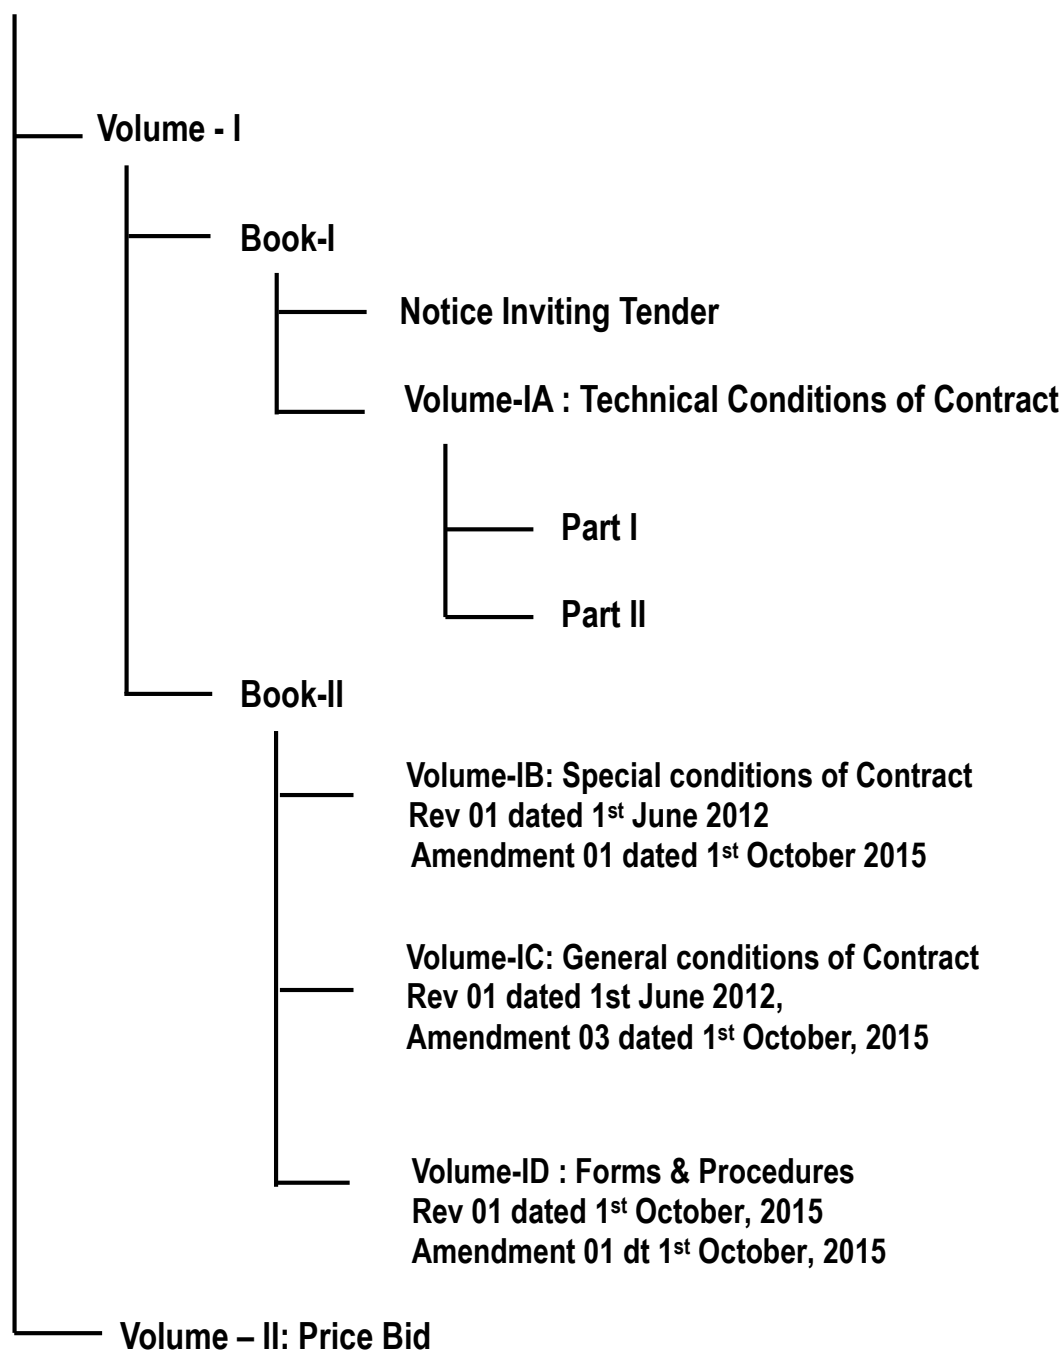 Volume - I
Book-I
Notice Inviting Tender
Volume-IA : Technical Conditions of Contract
Part I
Part II
Book-II
Volume-IB: Special conditions of Contract
Rev 01 dated 1st June 2012
Amendment 01 dated 1st October 2015
Volume-IC: General conditions of Contract
Rev 01 dated 1st June 2012,
Amendment 03 dated 1st October, 2015
Volume-ID : Forms & Procedures
Rev 01 dated 1st October, 2015
Amendment 01 dt 1st October, 2015
Volume – II: Price Bid